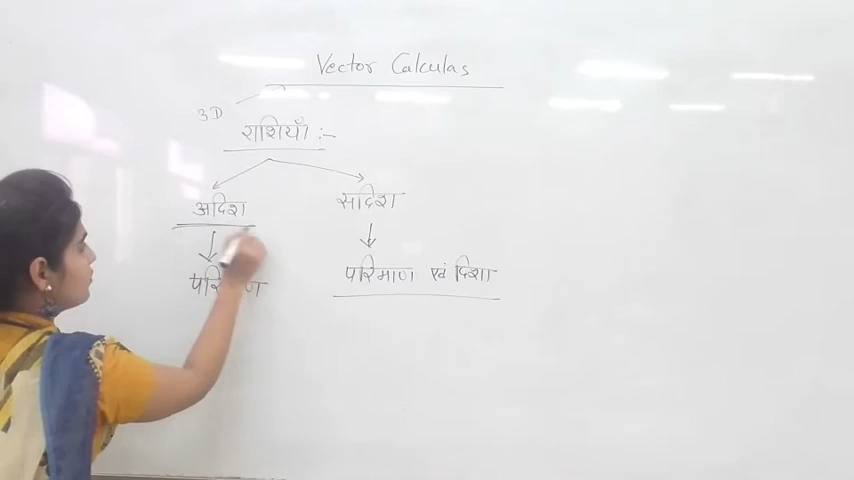 Vector Calculas
3D
राशियाँ :-
अदिश सदिश
परिमाण एवं दिशा